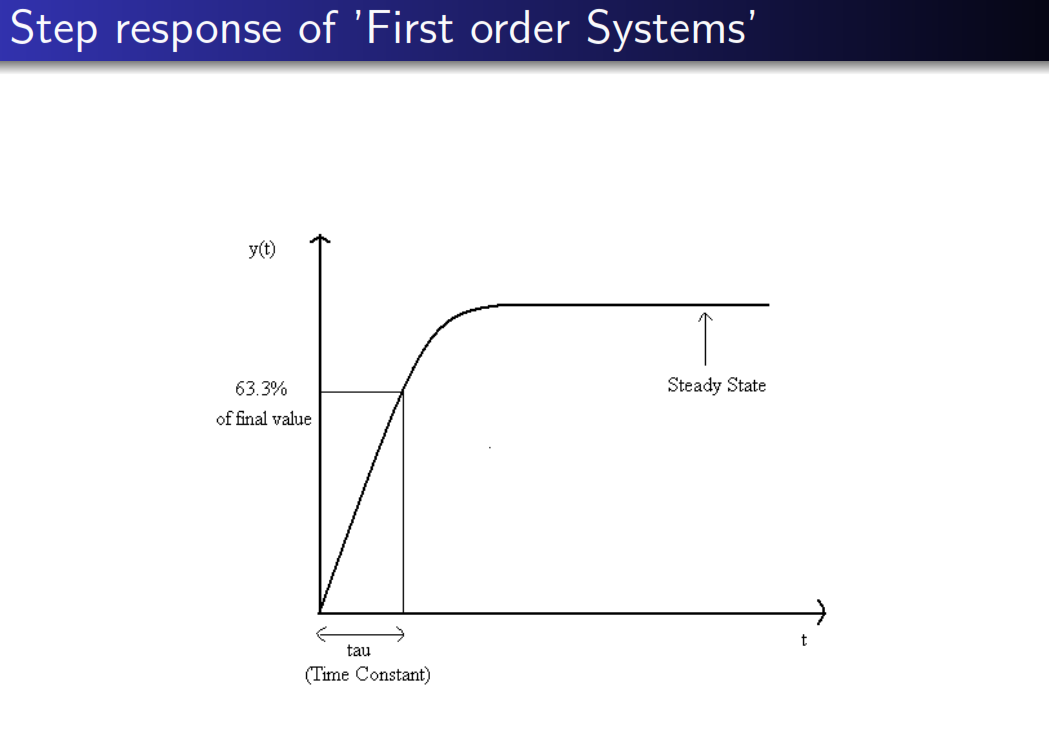 Step response of 'First order Systems'
y(t)
63.3%
of final value
Steady State
t
tau
(Time Constant)